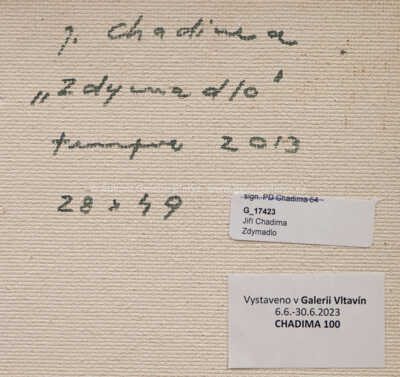 J. Chadima
„Zdymadlo"
tempera 2013
28 x 49
sign. PD Chadima 64
G_17423
Jiří Chadima
Zdymadlo
Vystaveno v Galerii Vltavín
6.6.-30.6.2023
CHADIMA 100